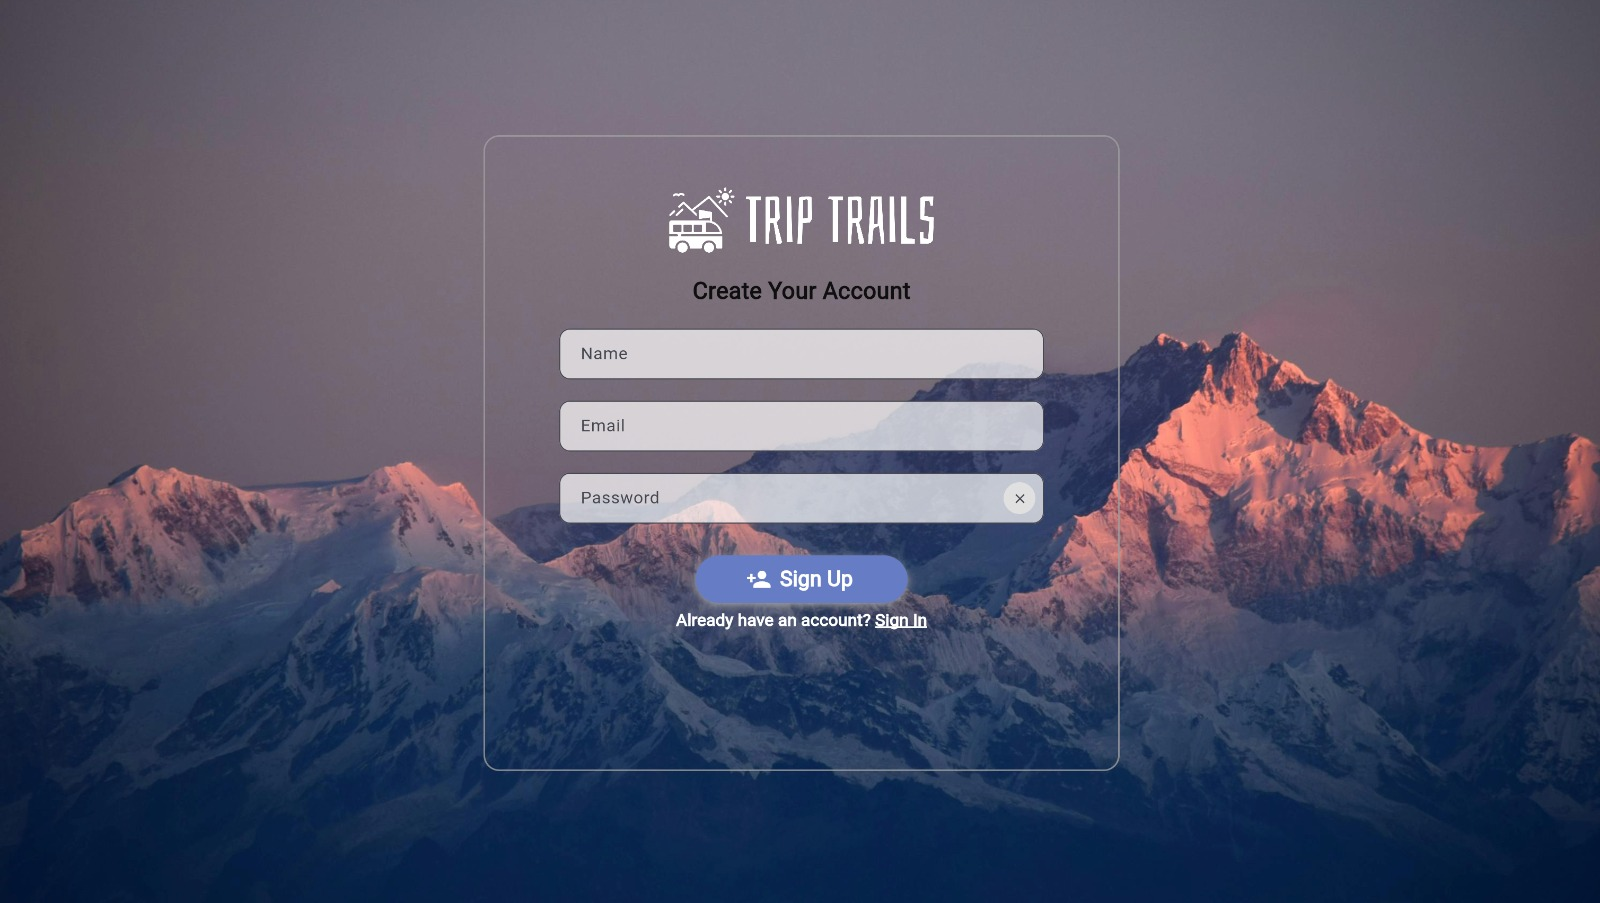 TRIP TRAILS
Create Your Account
Name
Email
Password
Sign Up
Already have an account? Sign In